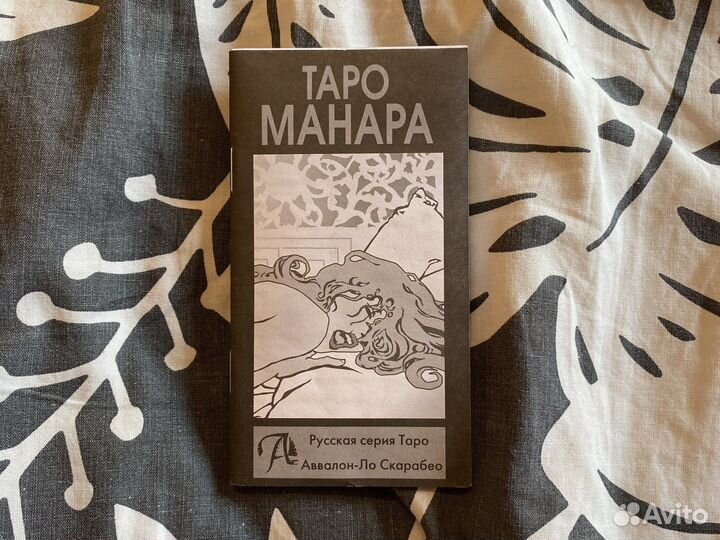 ТАРО
МАНАРА
Русская серия Таро
Аввалон-Ло Скарабео
Avito